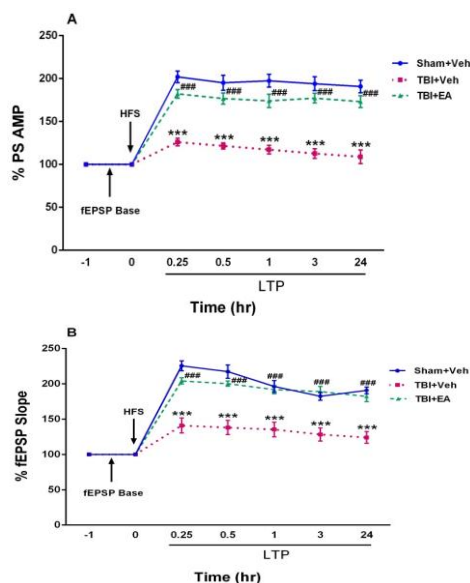 A
% PS AMP
250
200
150
100
50
0
Sham+Veh
TBI+Veh
TBI+EA
HFS
fEPSP Base
###
###
###
###
###
***
***
***
***
***
-1
0
0.25
0.5
1
3
24
LTP
Time (hr)
B
% fEPSP Slope
250
200
150
100
50
0
Sham+Veh
TBI+Veh
TBI+EA
HFS
fEPSP Base
###
###
###
###
###
***
***
***
***
***
-1
0
0.25
0.5
1
3
24
LTP
Time (hr)